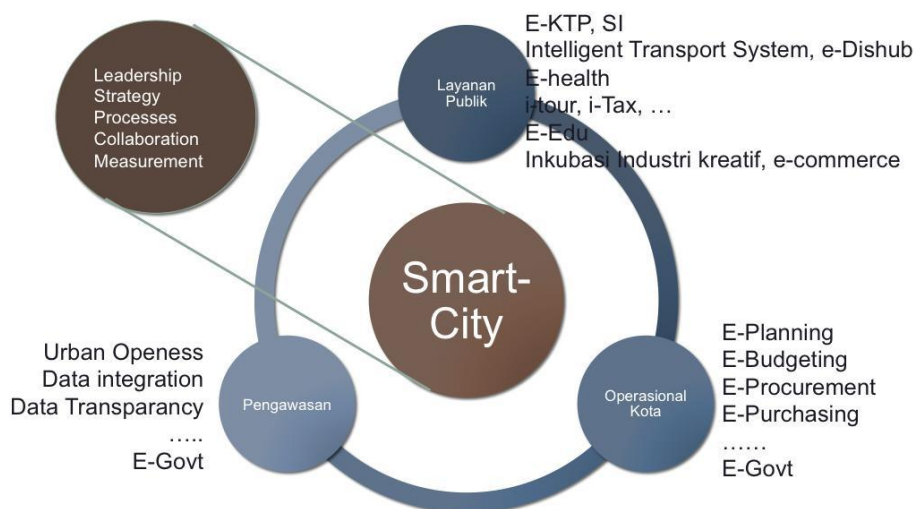 Leadership
Strategy
Processes
Collaboration
Measurement
Layanan
Publik
E-KTP, SI
Intelligent Transport System, e-Dishub
E-health
i-tour, i-Tax, …
E-Edu
Inkubasi Industri kreatif, e-commerce
Smart-
City
Urban Openess
Data integration
Data Transparancy
…..
E-Govt
Pengawasan
Operasional
Kota
E-Planning
E-Budgeting
E-Procurement
E-Purchasing
……
E-Govt